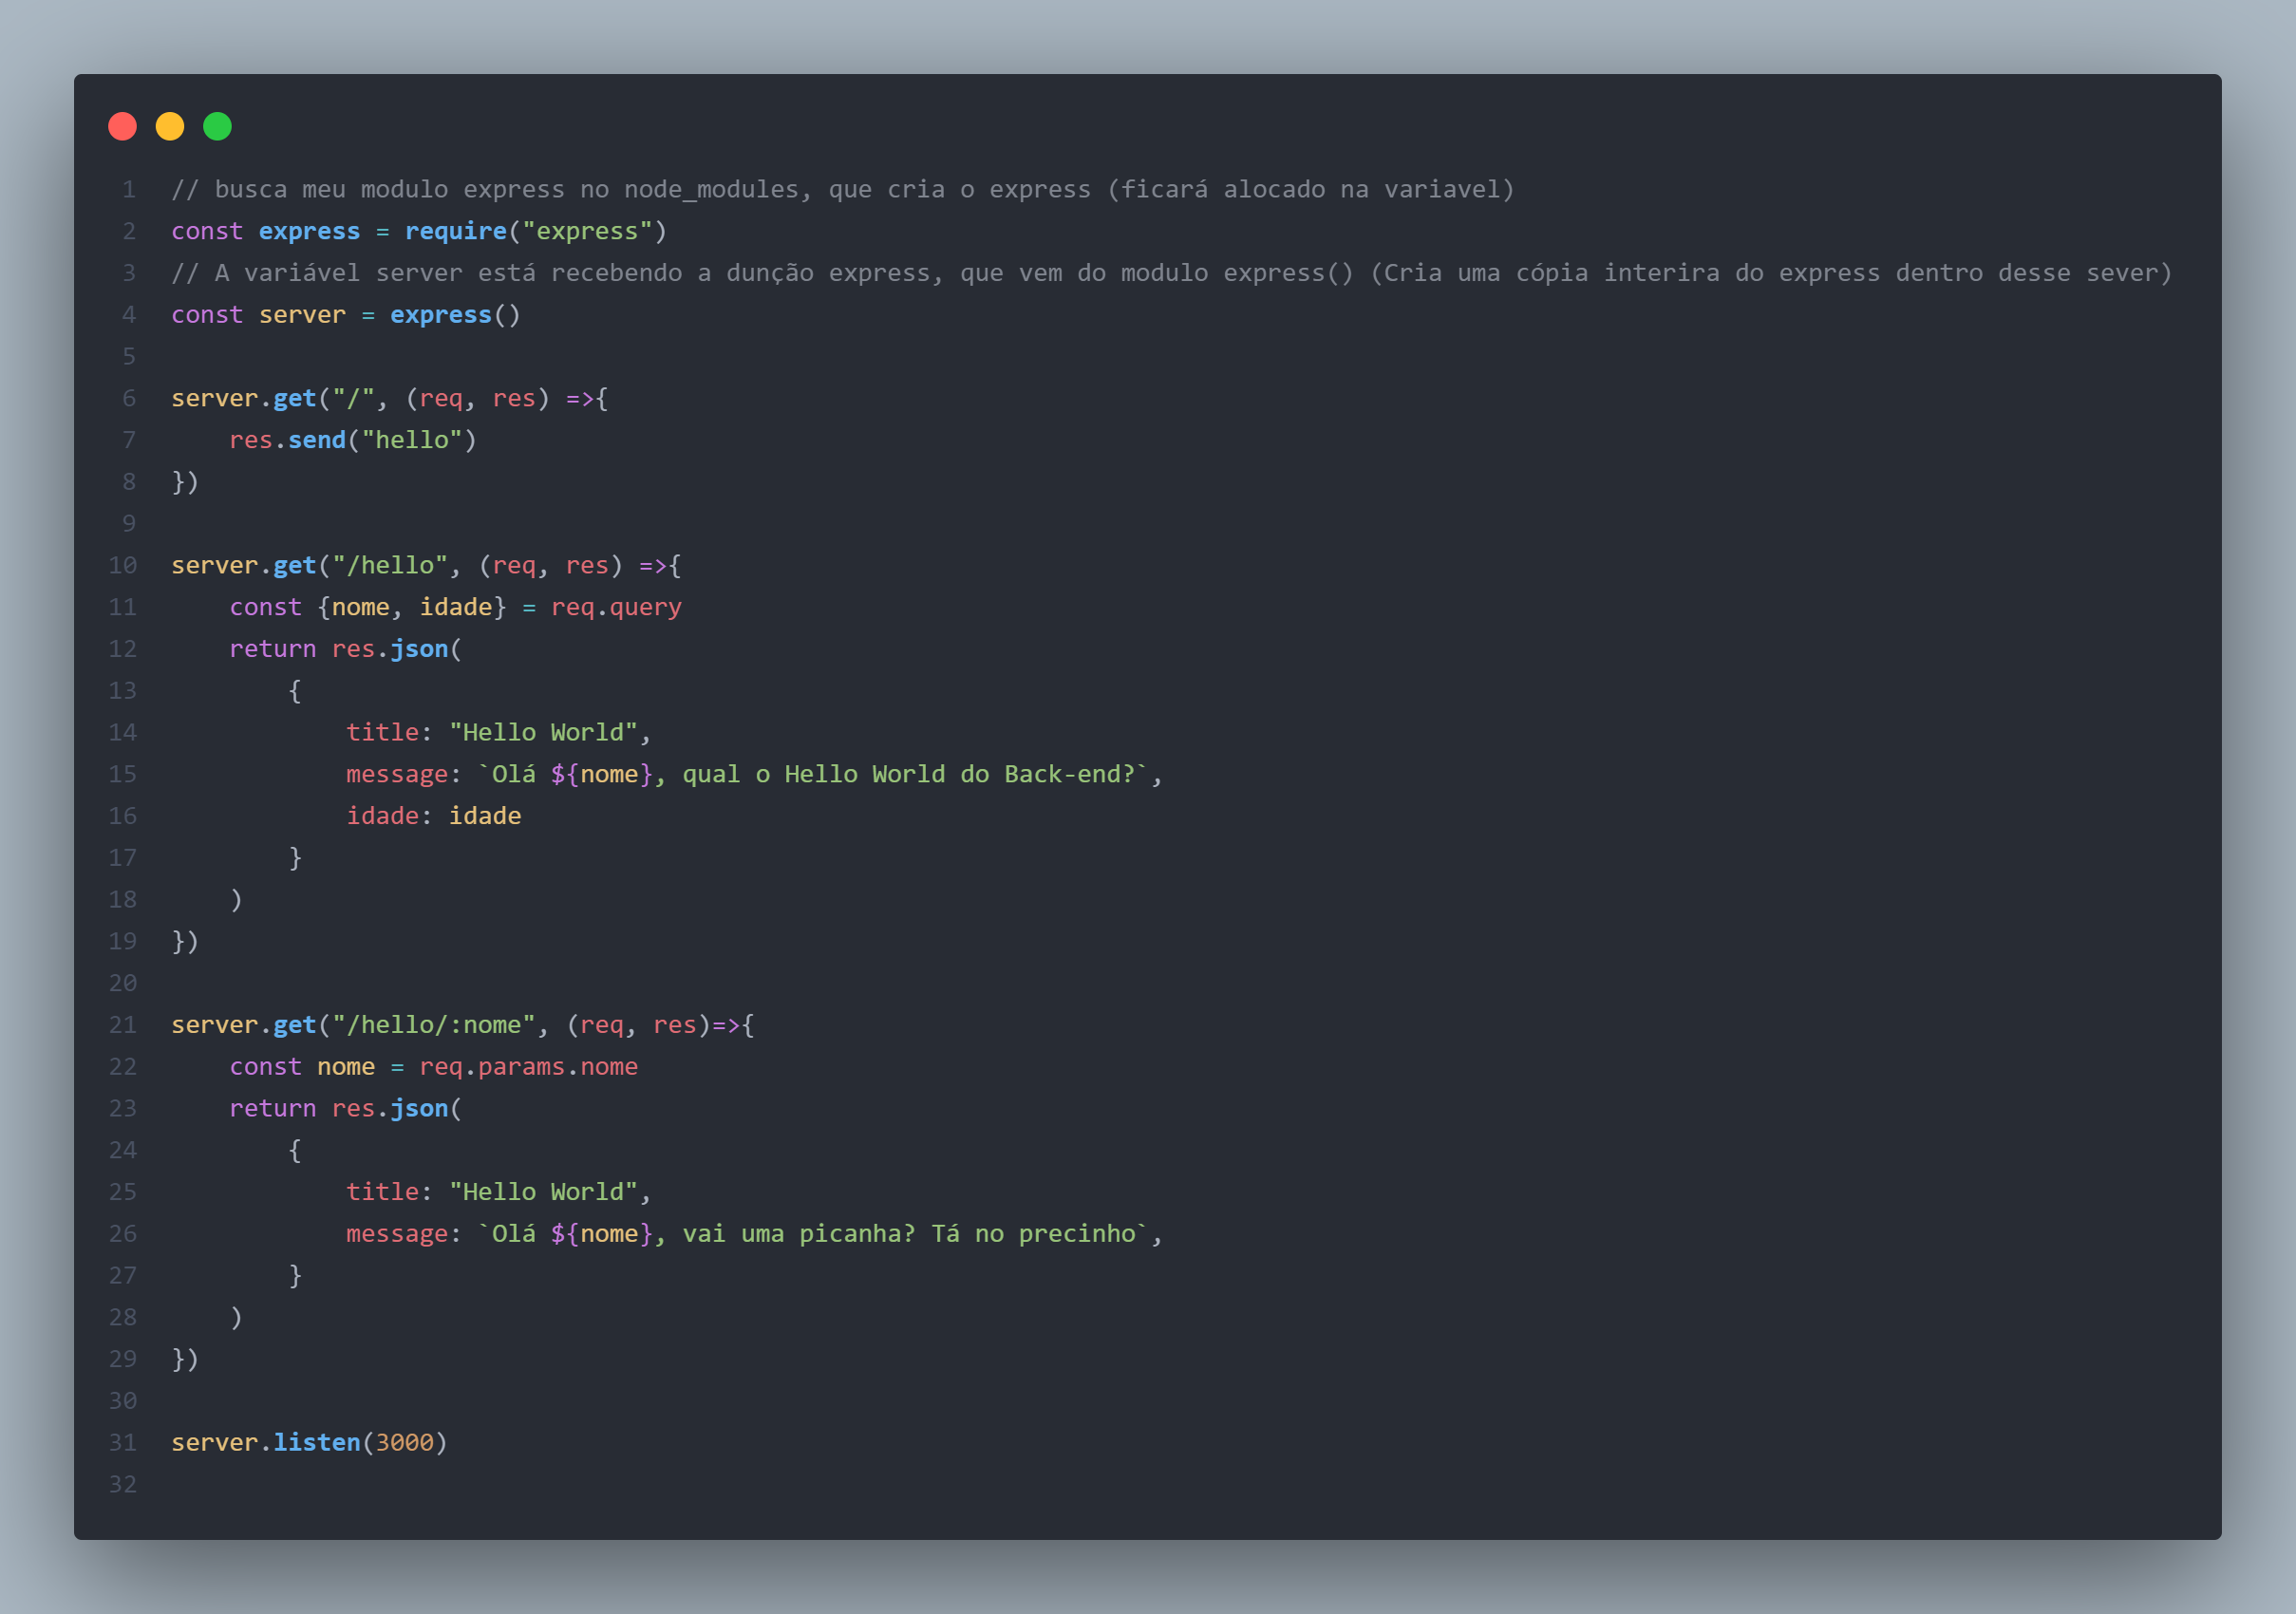 1 // busca meu modulo express no node_modules, que cria o express (ficará alocado na variavel)
2 const express = require("express")
3 // A variável server está recebendo a dunção express, que vem do modulo express() (Cria uma cópia interira do express dentro desse sever)
4 const server = express()
5
6 server.get("/", (req, res) =>{
7     res.send("hello")
8 })
9
10 server.get("/hello", (req, res) =>{
11     const {nome, idade} = req.query
12     return res.json(
13         {
14             title: "Hello World",
15             message: `Olá ${nome}, qual o Hello World do Back-end?`,
16             idade: idade
17         }
18     )
19 })
20
21 server.get("/hello/:nome", (req, res)=>{
22     const nome = req.params.nome
23     return res.json(
24         {
25             title: "Hello World",
26             message: `Olá ${nome}, vai uma picanha? Tá no precinho`,
27         }
28     )
29 })
30
31 server.listen(3000)
32